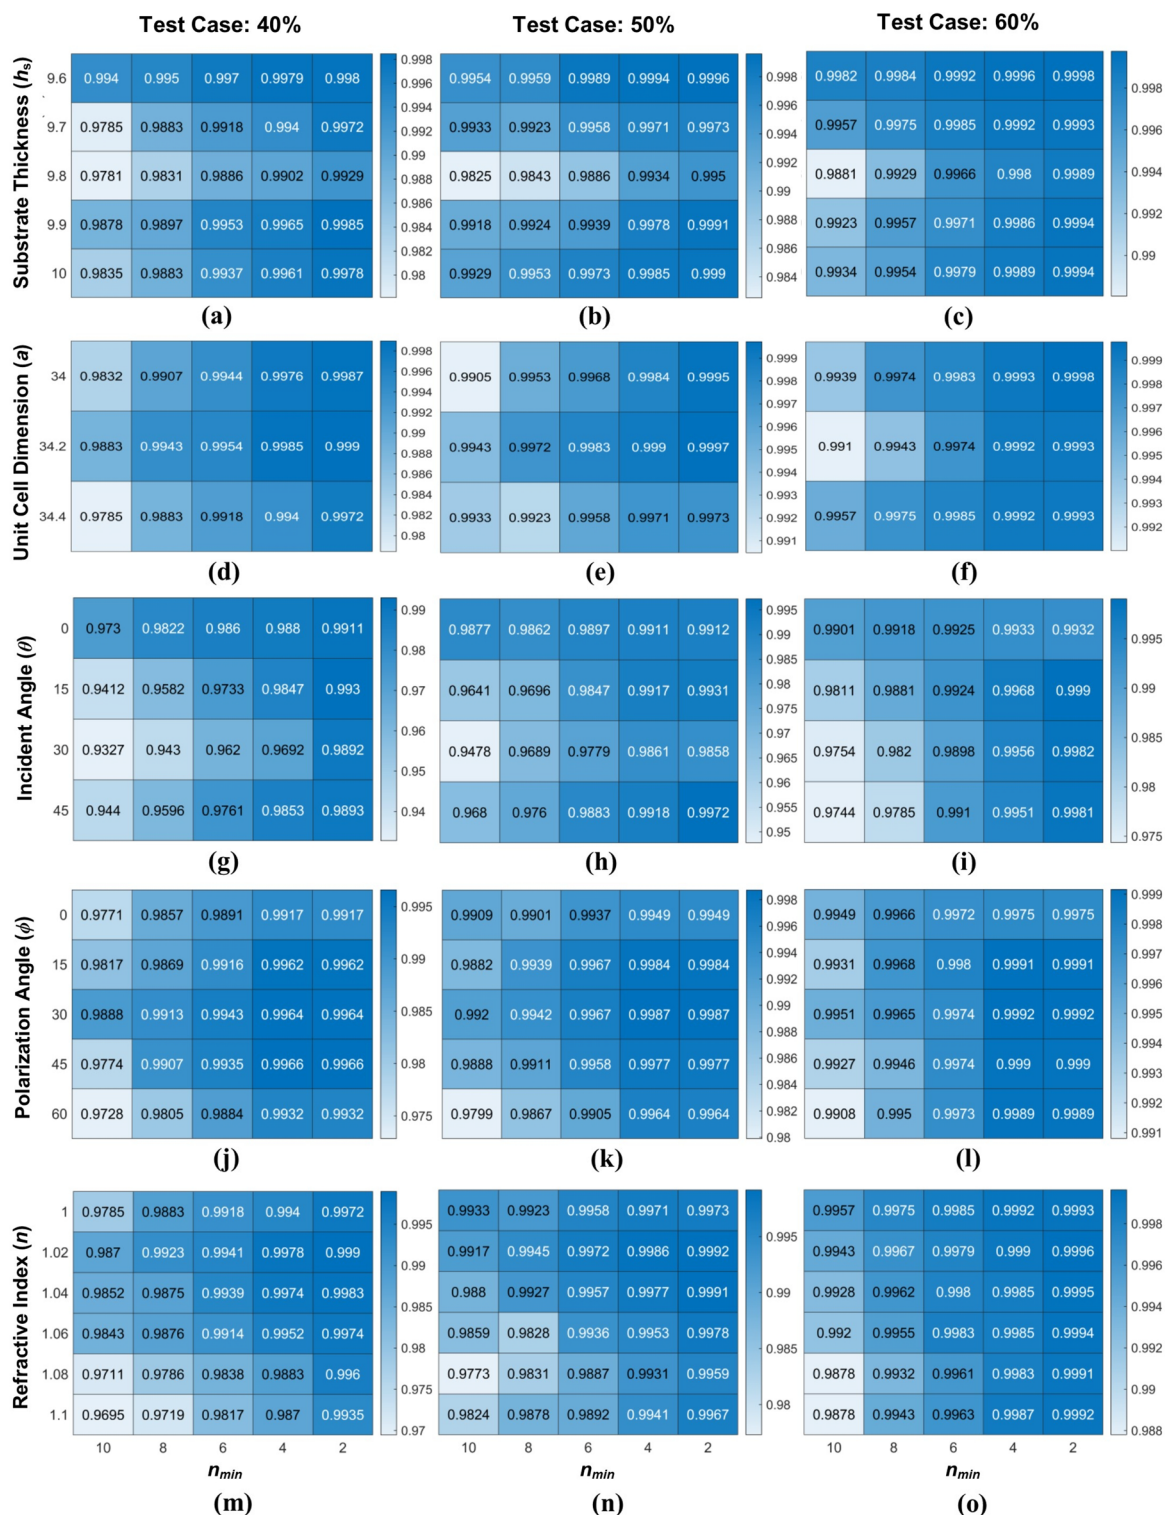 Test Case: 40% Test Case: 50% Test Case: 60%
Substrate Thickness (hs)
9.6 0.994 0.995 0.997 0.9979 0.998
9.7 0.9785 0.9883 0.9918 0.994 0.9972
9.8 0.9781 0.9831 0.9886 0.9902 0.9929
9.9 0.9878 0.9897 0.9953 0.9965 0.9985
10 0.9835 0.9883 0.9937 0.9961 0.9978
0.998
0.996
0.994
0.992
0.99
0.988
0.986
0.984
0.982
0.98
(a)
0.9954 0.9959 0.9989 0.9994 0.9996
0.9933 0.9923 0.9958 0.9971 0.9973
0.9825 0.9843 0.9886 0.9934 0.995
0.9918 0.9924 0.9939 0.9978 0.9991
0.9929 0.9953 0.9973 0.9985 0.999
0.998
0.996
0.994
0.992
0.99
0.988
0.986
0.984
(b)
0.9982 0.9984 0.9992 0.9996 0.9998
0.9957 0.9975 0.9985 0.9992 0.9993
0.9881 0.9929 0.9966 0.998 0.9989
0.9923 0.9957 0.9971 0.9986 0.9994
0.9934 0.9954 0.9979 0.9989 0.9994
0.998
0.996
0.994
0.992
0.99
(c)
Unit Cell Dimension (a)
34 0.9832 0.9907 0.9944 0.9976 0.9987
34.2 0.9883 0.9943 0.9954 0.9985 0.999
34.4 0.9785 0.9883 0.9918 0.994 0.9972
0.998
0.996
0.994
0.992
0.99
0.988
0.986
0.984
0.982
0.98
(d)
0.9905 0.9953 0.9968 0.9984 0.9995
0.9943 0.9972 0.9983 0.999 0.9997
0.9933 0.9923 0.9958 0.9971 0.9973
0.999
0.998
0.997
0.996
0.995
0.994
0.993
0.992
0.991
(e)
0.9939 0.9974 0.9983 0.9993 0.9998
0.991 0.9943 0.9974 0.9992 0.9993
0.9957 0.9975 0.9985 0.9992 0.9993
0.999
0.998
0.997
0.996
0.995
0.994
0.993
0.992
(f)
Incident Angle (θ)
0 0.973 0.9822 0.986 0.988 0.9911
15 0.9412 0.9582 0.9733 0.9847 0.993
30 0.9327 0.943 0.962 0.9692 0.9892
45 0.944 0.9596 0.9761 0.9853 0.9893
0.99
0.98
0.97
0.96
0.95
0.94
(g)
0.9877 0.9862 0.9897 0.9911 0.9912
0.9641 0.9696 0.9847 0.9917 0.9931
0.9478 0.9689 0.9779 0.9861 0.9858
0.968 0.976 0.9883 0.9918 0.9972
0.995
0.99
0.985
0.98
0.975
0.97
0.965
0.96
0.955
0.95
(h)
0.9901 0.9918 0.9925 0.9933 0.9932
0.9811 0.9881 0.9924 0.9968 0.999
0.9754 0.982 0.9898 0.9956 0.9982
0.9744 0.9785 0.991 0.9951 0.9981
0.995
0.99
0.985
0.98
0.975
(i)
Polarization Angle (ϕ)
0 0.9771 0.9857 0.9891 0.9917 0.9917
15 0.9817 0.9869 0.9916 0.9962 0.9962
30 0.9888 0.9913 0.9943 0.9964 0.9964
45 0.9774 0.9907 0.9935 0.9966 0.9966
60 0.9728 0.9805 0.9884 0.9932 0.9932
0.995
0.99
0.985
0.98
0.975
(j)
0.9909 0.9901 0.9937 0.9949 0.9949
0.9882 0.9939 0.9967 0.9984 0.9984
0.992 0.9942 0.9967 0.9987 0.9987
0.9888 0.9911 0.9958 0.9977 0.9977
0.9799 0.9867 0.9905 0.9964 0.9964
0.998
0.996
0.994
0.992
0.99
0.988
0.986
0.984
0.982
0.98
(k)
0.9949 0.9966 0.9972 0.9975 0.9975
0.9931 0.9968 0.998 0.9991 0.9991
0.9951 0.9965 0.9974 0.9992 0.9992
0.9927 0.9946 0.9974 0.999 0.999
0.9908 0.995 0.9973 0.9989 0.9989
0.999
0.998
0.997
0.996
0.995
0.994
0.993
0.992
0.991
(l)
Refractive Index (n)
1 0.9785 0.9883 0.9918 0.994 0.9972
1.02 0.987 0.9923 0.9941 0.9978 0.999
1.04 0.9852 0.9875 0.9939 0.9974 0.9983
1.06 0.9843 0.9876 0.9914 0.9952 0.9974
1.08 0.9711 0.9786 0.9838 0.9883 0.996
1.1 0.9695 0.9719 0.9817 0.987 0.9935
10 8 6 4 2
0.995
0.99
0.985
0.98
0.975
0.97
nmin
(m)
0.9933 0.9923 0.9958 0.9971 0.9973
0.9917 0.9945 0.9972 0.9986 0.9992
0.988 0.9927 0.9957 0.9977 0.9991
0.9859 0.9828 0.9936 0.9953 0.9978
0.9773 0.9831 0.9887 0.9931 0.9959
0.9824 0.9878 0.9892 0.9941 0.9967
10 8 6 4 2
0.995
0.99
0.985
0.98
nmin
(n)
0.9957 0.9975 0.9985 0.9992 0.9993
0.9943 0.9967 0.9979 0.999 0.9996
0.9928 0.9962 0.998 0.9985 0.9995
0.992 0.9955 0.9983 0.9985 0.9994
0.9878 0.9932 0.9961 0.9983 0.9991
0.9878 0.9943 0.9963 0.9987 0.9992
10 8 6 4 2
0.998
0.996
0.994
0.992
0.99
0.988
nmin
(o)